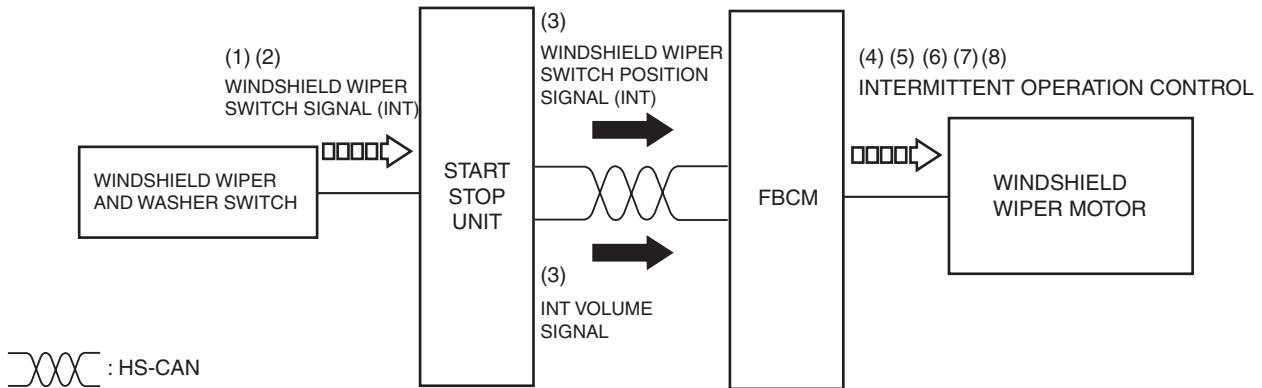 (1) (2)
WINDSHIELD WIPER
SWITCH SIGNAL (INT)
WINDSHIELD WIPER
AND WASHER SWITCH
START
STOP
UNIT
(3)
WINDSHIELD WIPER
SWITCH POSITION
SIGNAL (INT)
(3)
INT VOLUME
SIGNAL
FBCM
(4) (5) (6) (7) (8)
INTERMITTENT OPERATION CONTROL
WINDSHIELD
WIPER MOTOR
: HS-CAN